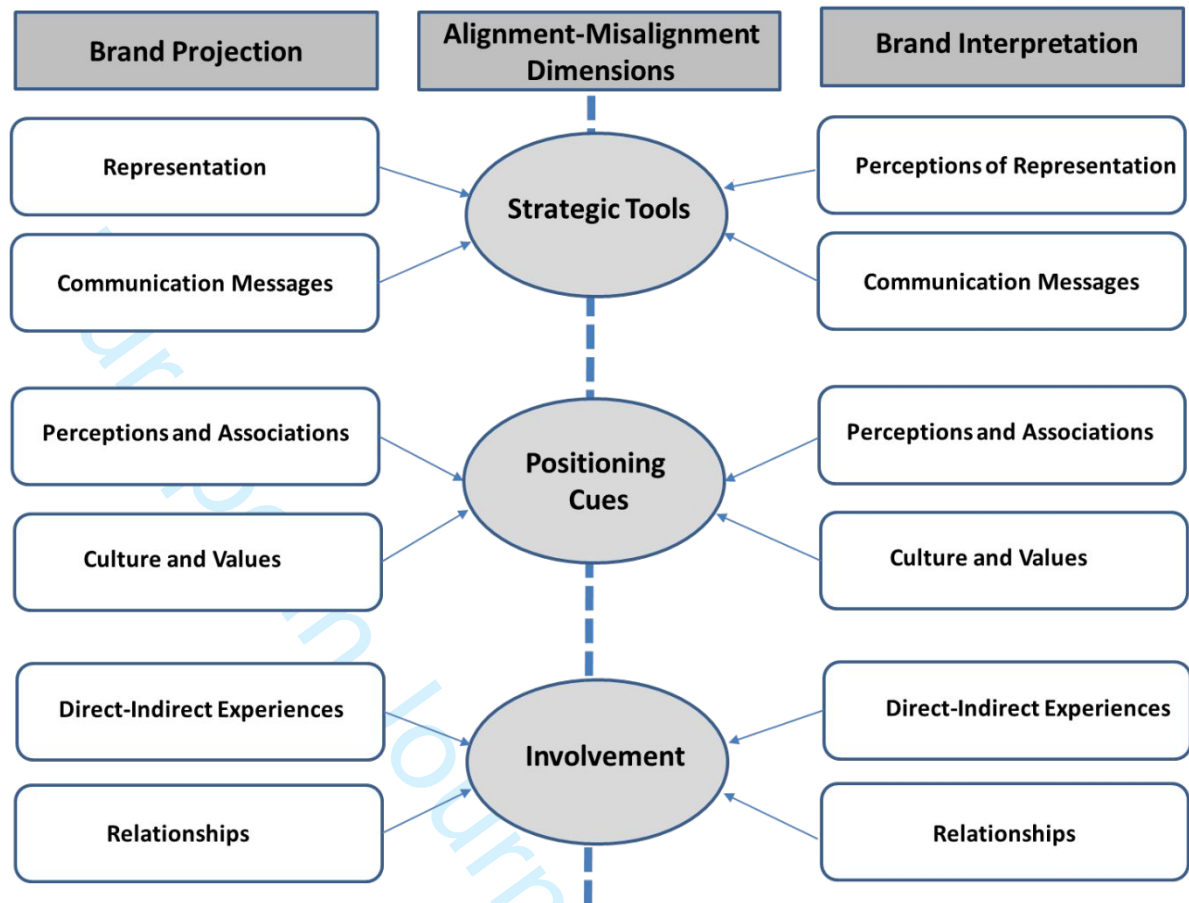 Brand Projection
Alignment-Misalignment
Dimensions
Brand Interpretation
Representation
Strategic Tools
Perceptions of Representation
Communication Messages
Communication Messages
Perceptions and Associations
Positioning
Cues
Perceptions and Associations
Culture and Values
Culture and Values
Direct-Indirect Experiences
Involvement
Direct-Indirect Experiences
Relationships
Relationships